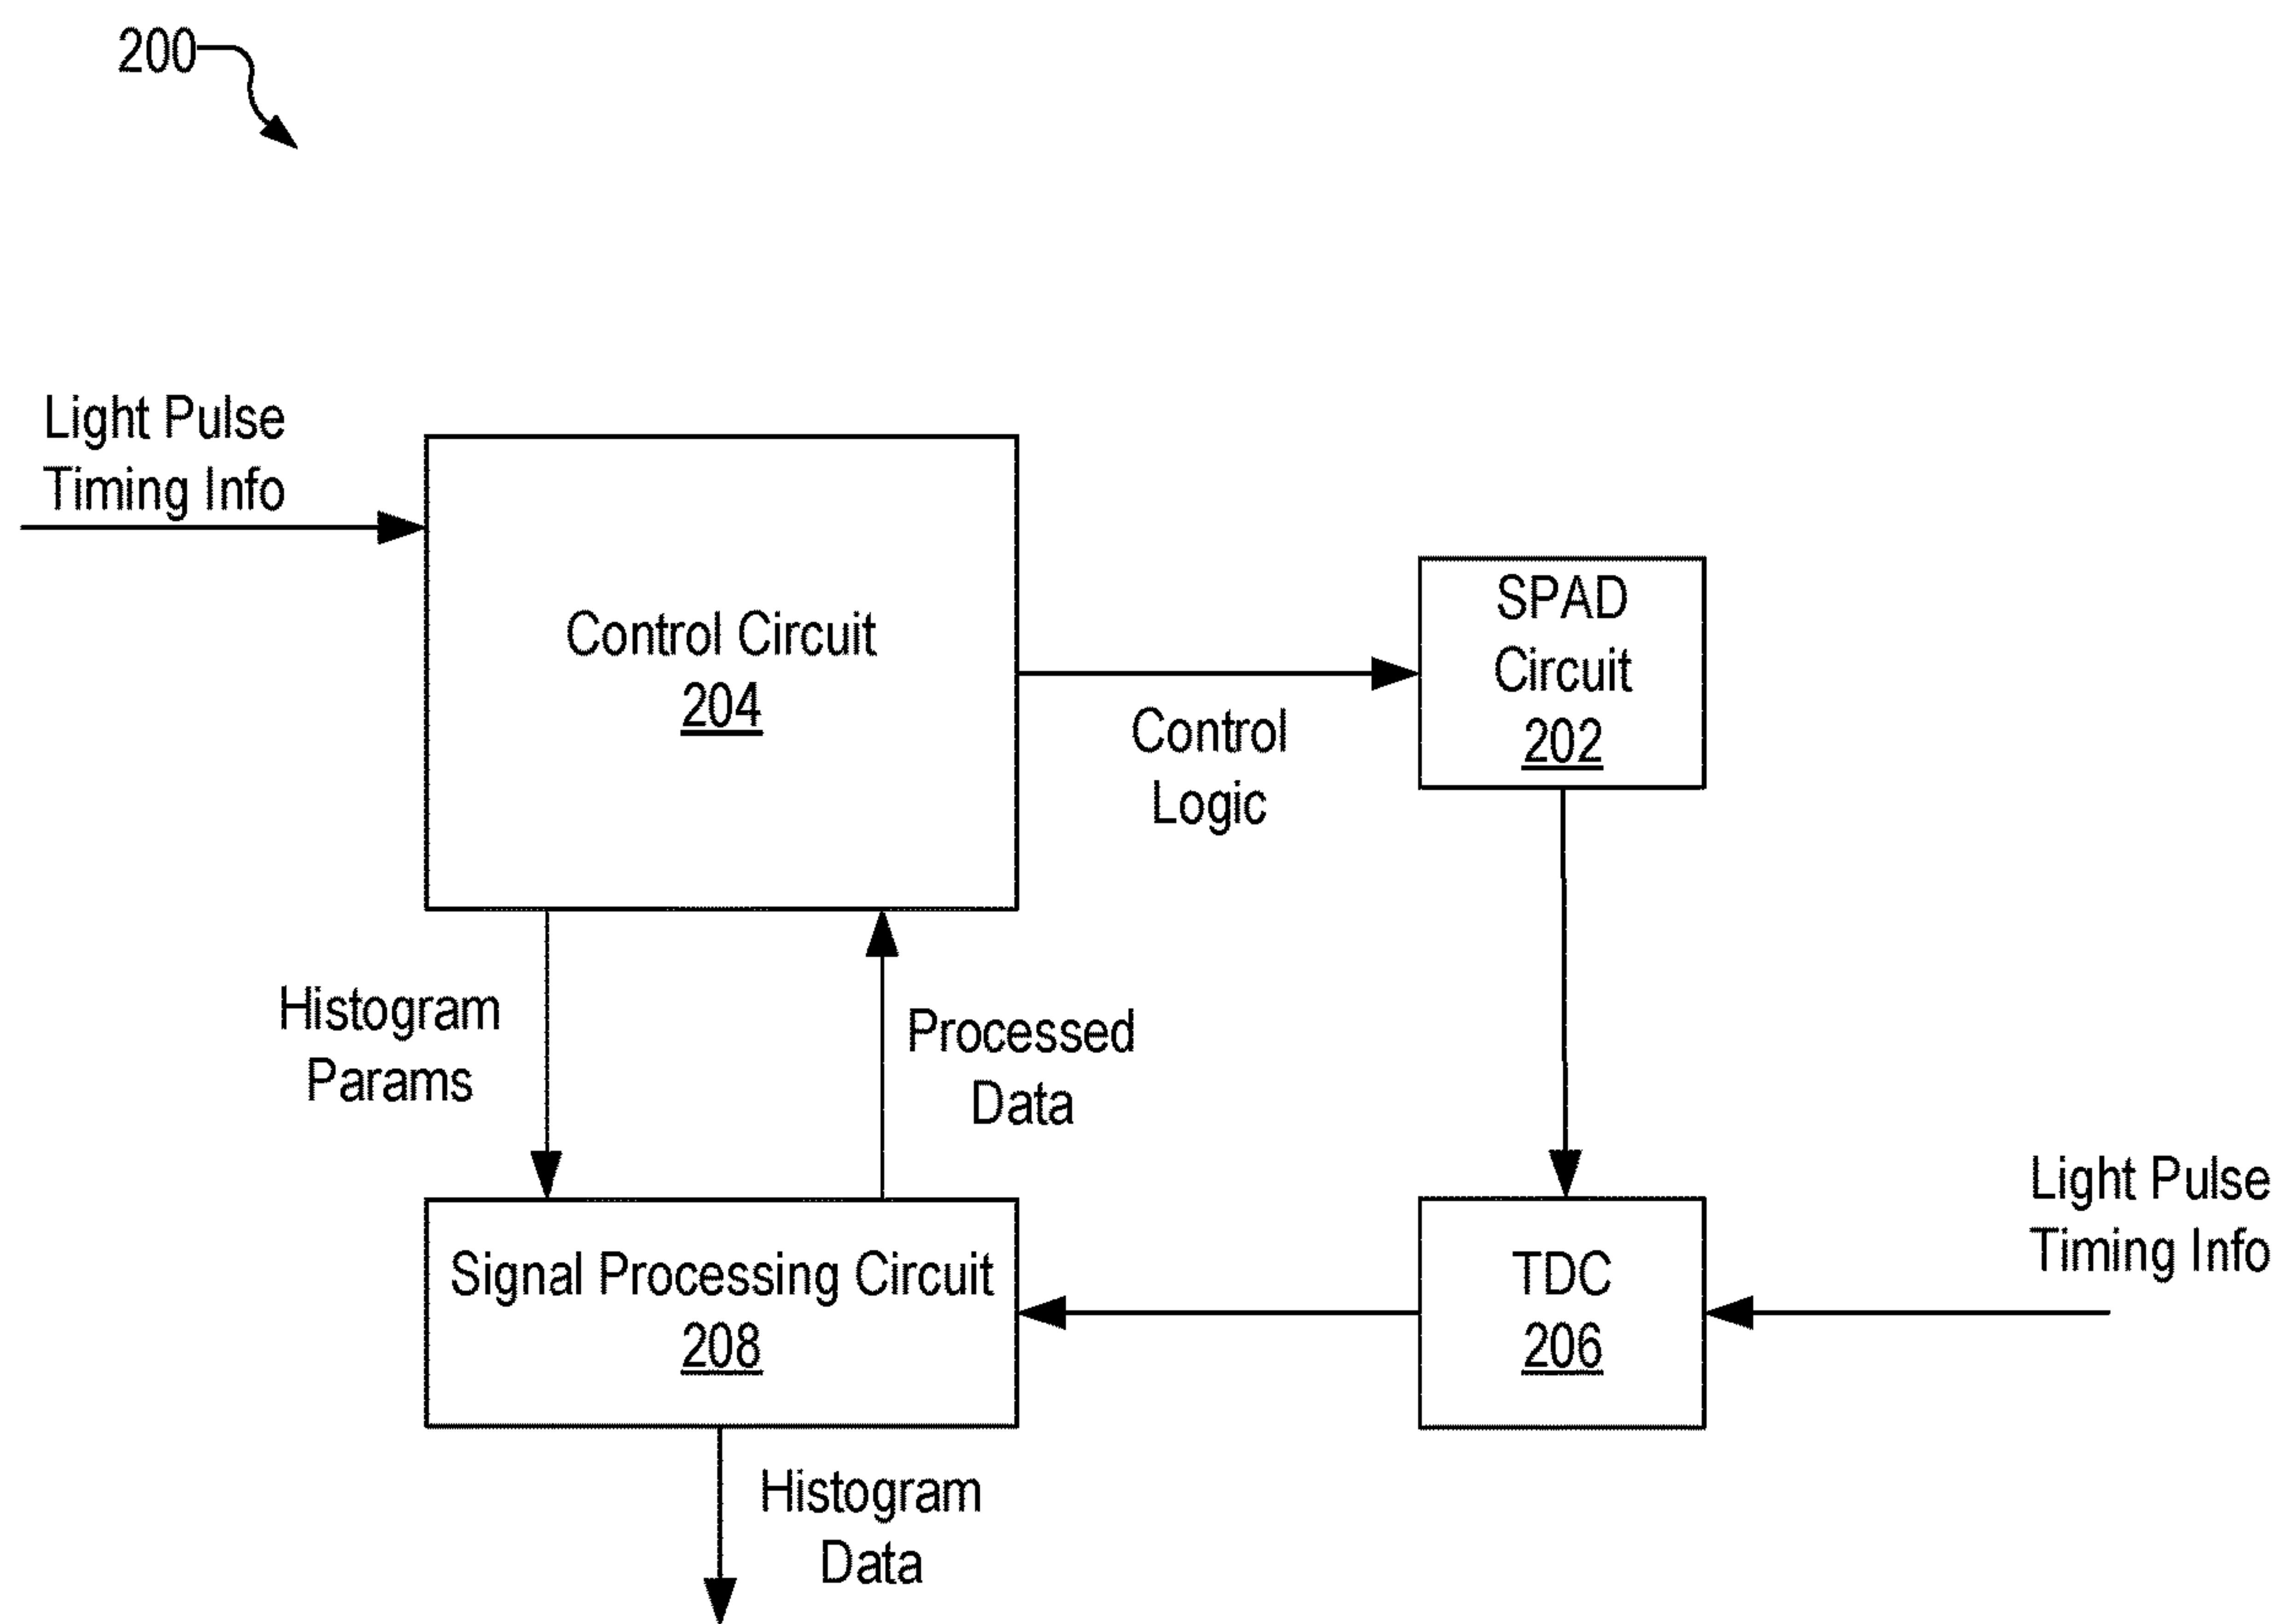 200
Light Pulse
Timing Info
Control Circuit
204
Control
Logic
SPAD
Circuit
202
Histogram
Params
Processed
Data
Signal Processing Circuit
208
TDC
206
Light Pulse
Timing Info
Histogram
Data